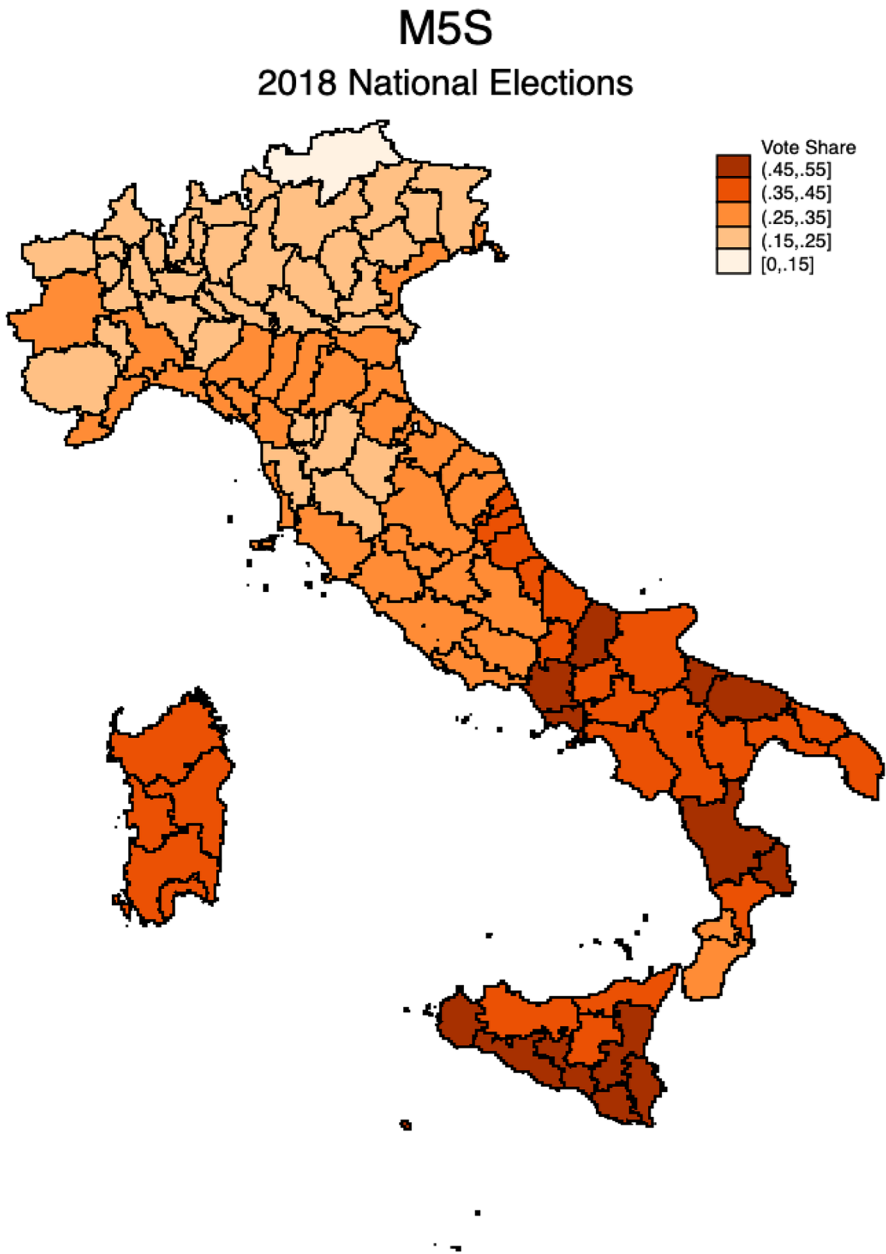 M5S
2018 National Elections
Vote Share
(.45,.55]
(.35,.45]
(.25,.35]
(.15,.25]
[0,.15]